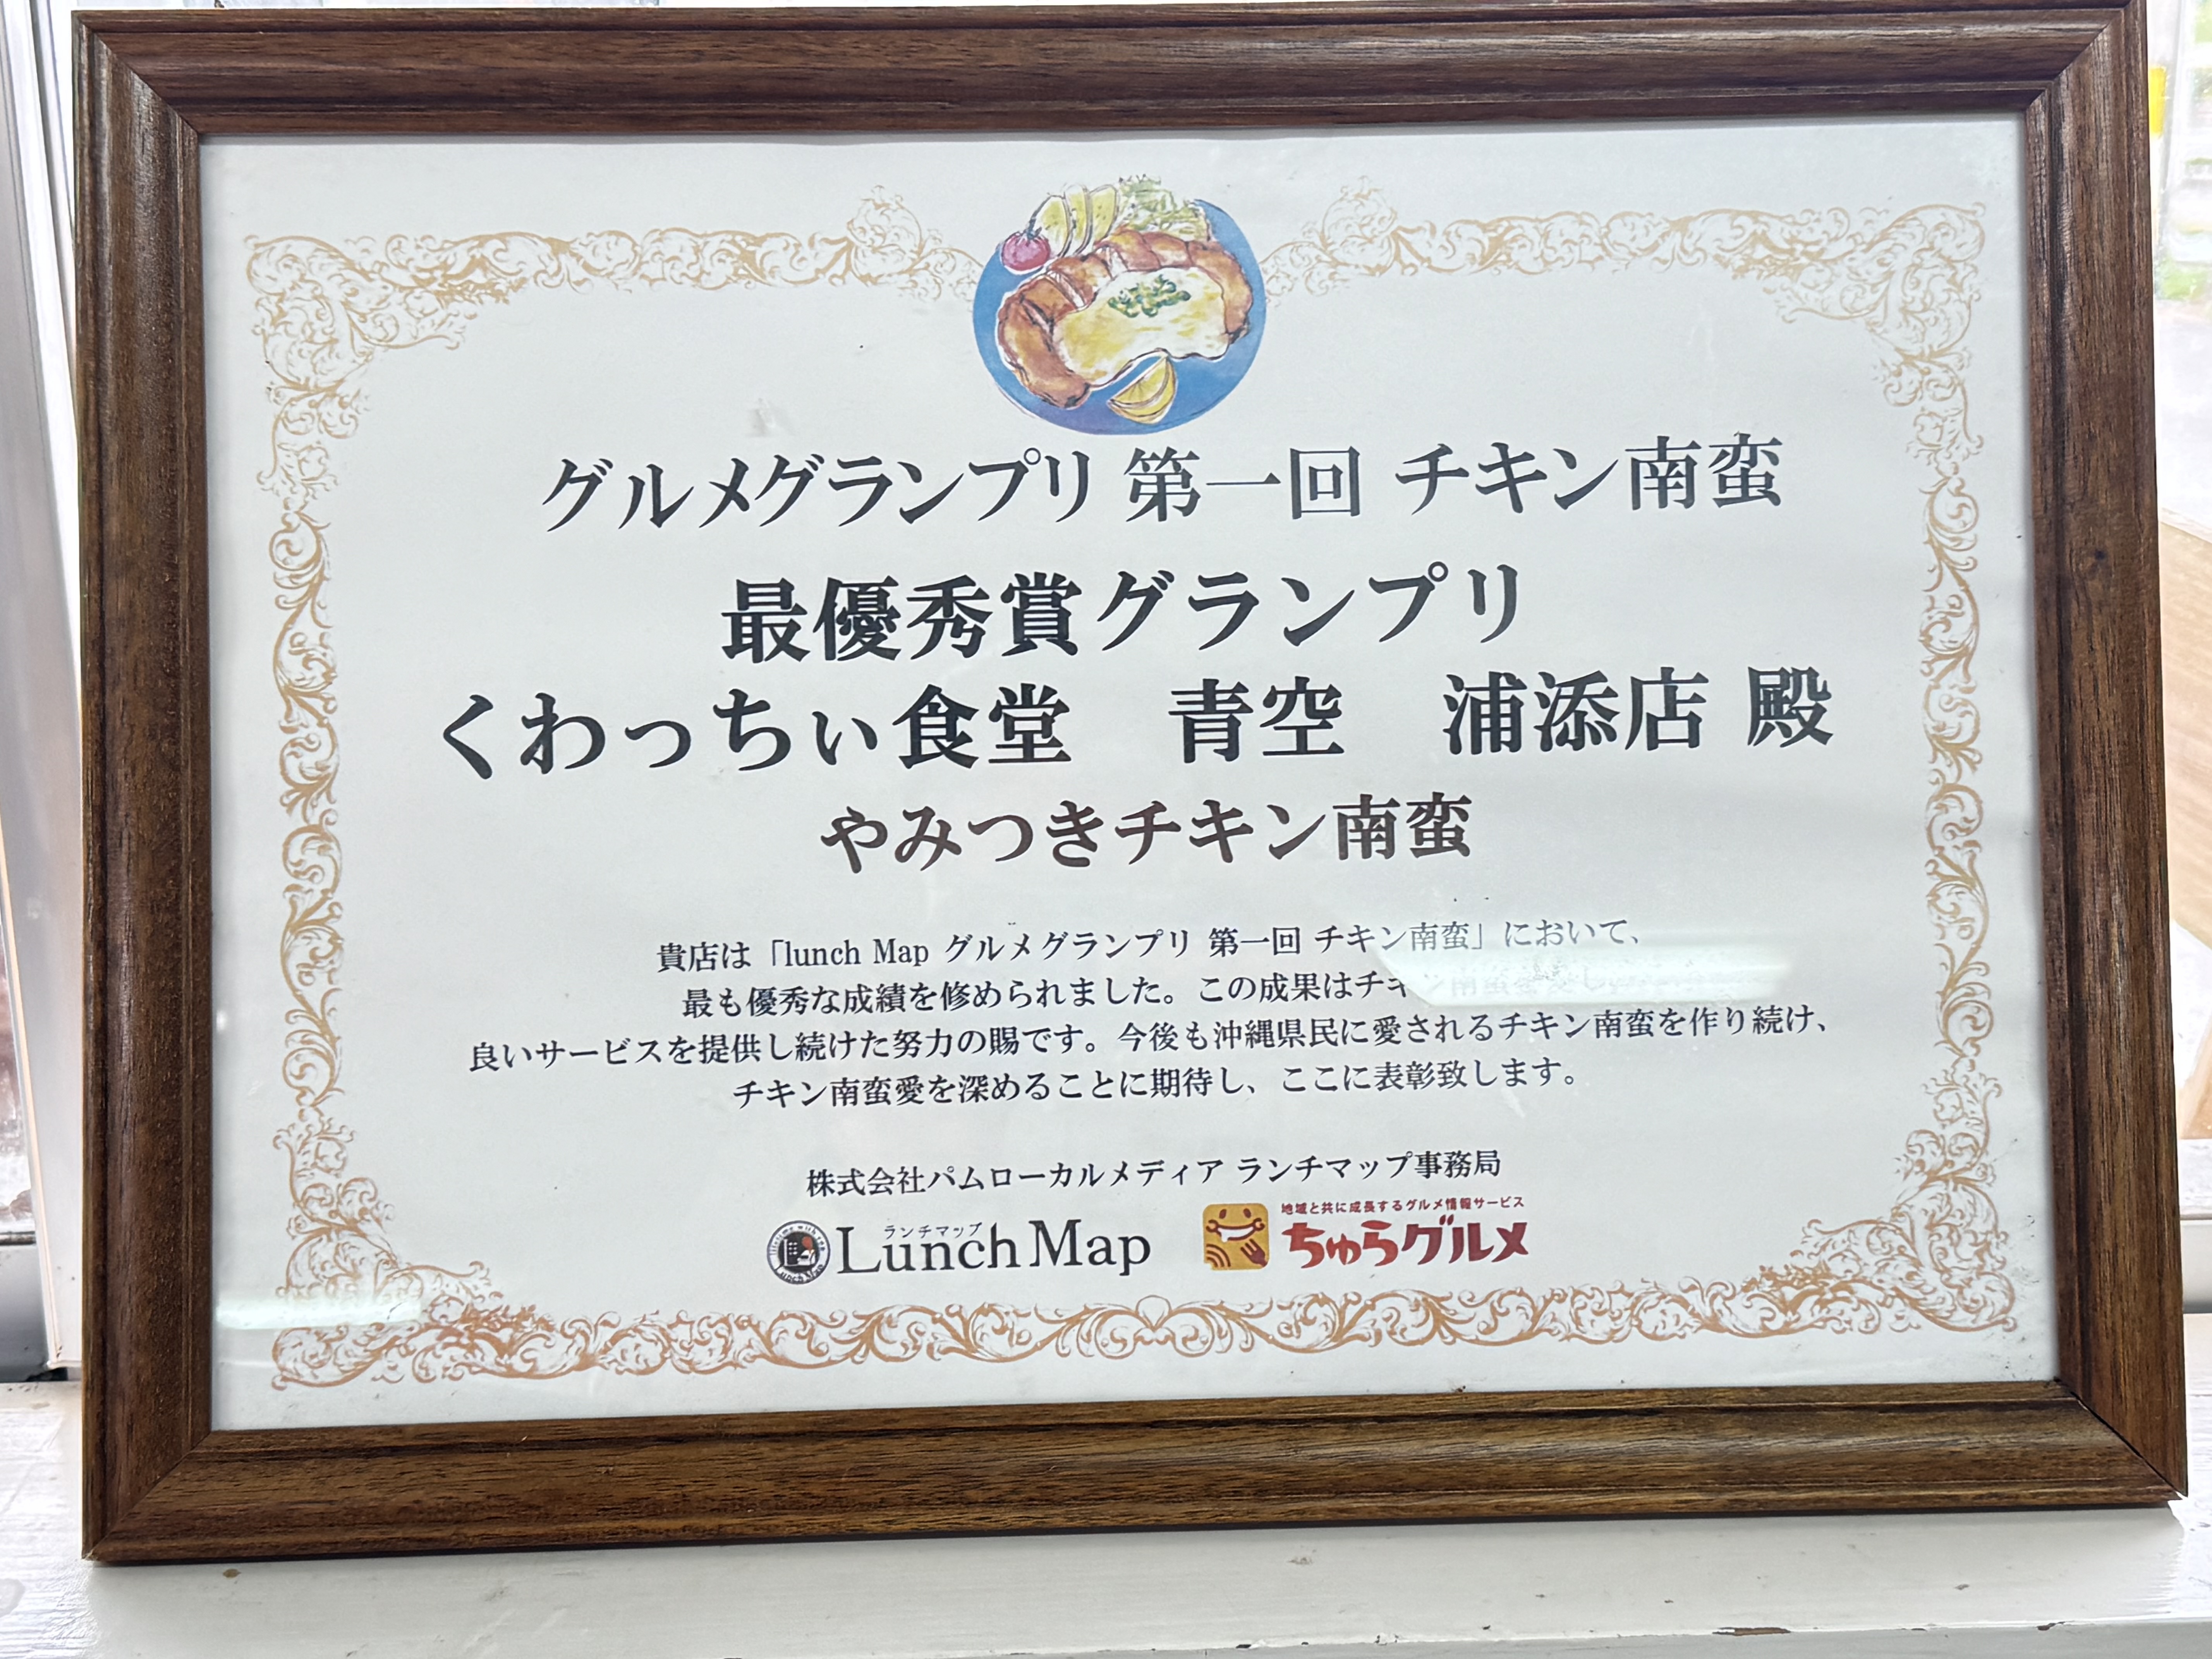 グルメグランプリ 第一回 チキン南蛮
最優秀賞グランプリ
くわっちぃ食堂　青空　浦添店 殿
やみつきチキン南蛮
貴店は「lunch Map グルメグランプリ 第一回 チキン南蛮」において、
最も優秀な成績を修められました。この成果はチキン南蛮を愛し
良いサービスを提供し続けた努力の賜です。今後も沖縄県民に愛されるチキン南蛮を作り続け、
チキン南蛮愛を深めることに期待し、ここに表彰致します。
株式会社パムローカルメディア ランチマップ事務局
ランチマップ
Lunch Map
地域と共に成長するグルメ情報サービス
ちゅらグルメ